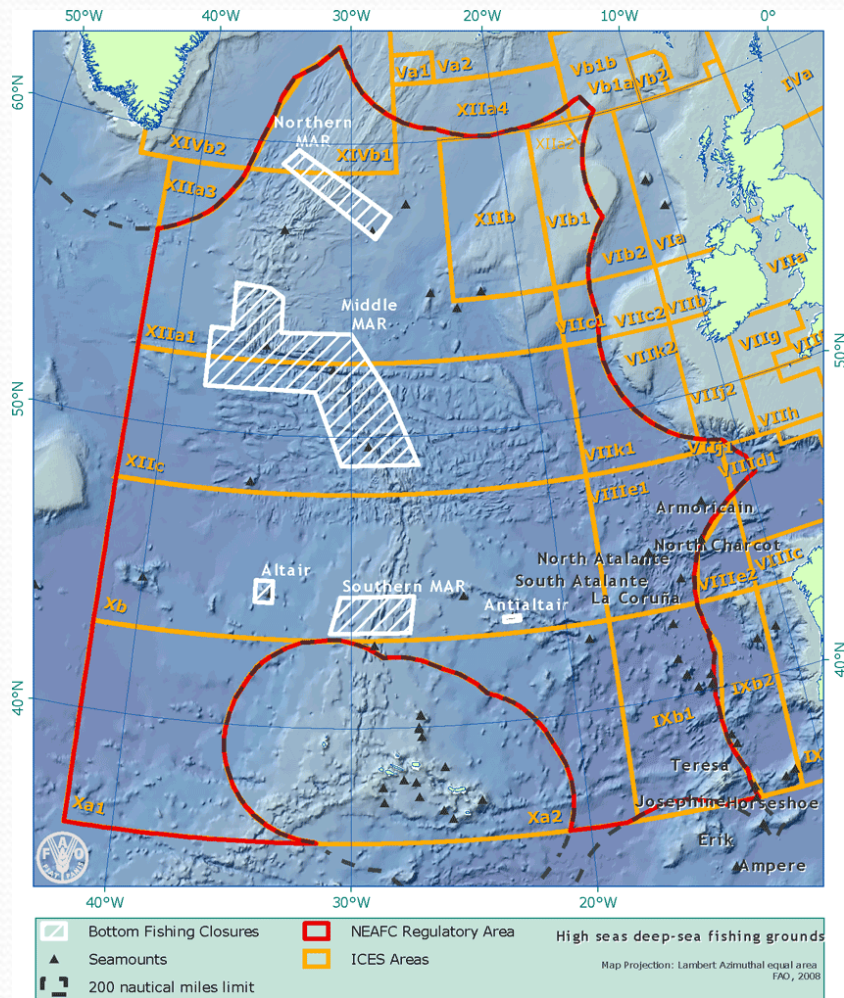 50°W
40°W
30°W
20°W
10°W
0°
60°N
50°N
40°N
50°N
40°N
Va1
Va2
Vb1b
Vb1a
Vb2
IVa
XIIa4
Northern
MAR
XIVb2
XIVb1
XIIa3
XIIb
VIb1
VIb2
VIa
VIIa
Middle
MAR
XIIa1
VIIc1
VIIc2
VIIb
VIIg
VIIk2
VIIj2
VIIh
XIIc
VIIk1
VIIj1
VIIId1
VIIIe1
Armoricain
North Charcot
North Atalante
VIIIc
Altair
South Atalante
VIIIe2
Southern MAR
La Coruña
Antialtair
Xb
IXb2
IXb1
Teresa
IX
Xa1
Xa2
Josephine
Horseshoe
Erik
Ampere
F A O
FIAT PANIS
40°W
30°W
20°W
Bottom Fishing Closures
NEAFC Regulatory Area
High seas deep-sea fishing grounds
Seamounts
ICES Areas
Map Projection: Lambert Azimuthal equal area
FAO, 2008
200 nautical miles limit